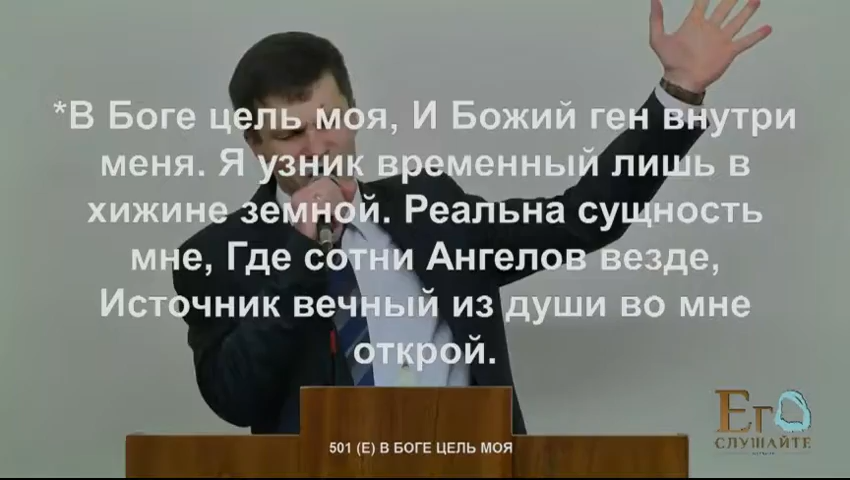 *В Боге цель моя, И Божий ген внутри
меня. Я узник временный лишь в
хижине земной. Реальна сущность
мне, Где сотни Ангелов везде,
Источник вечный из души во мне
открой.
501 (Е) В БОГЕ ЦЕЛЬ МОЯ
Его
СЛУШАЙТЕ